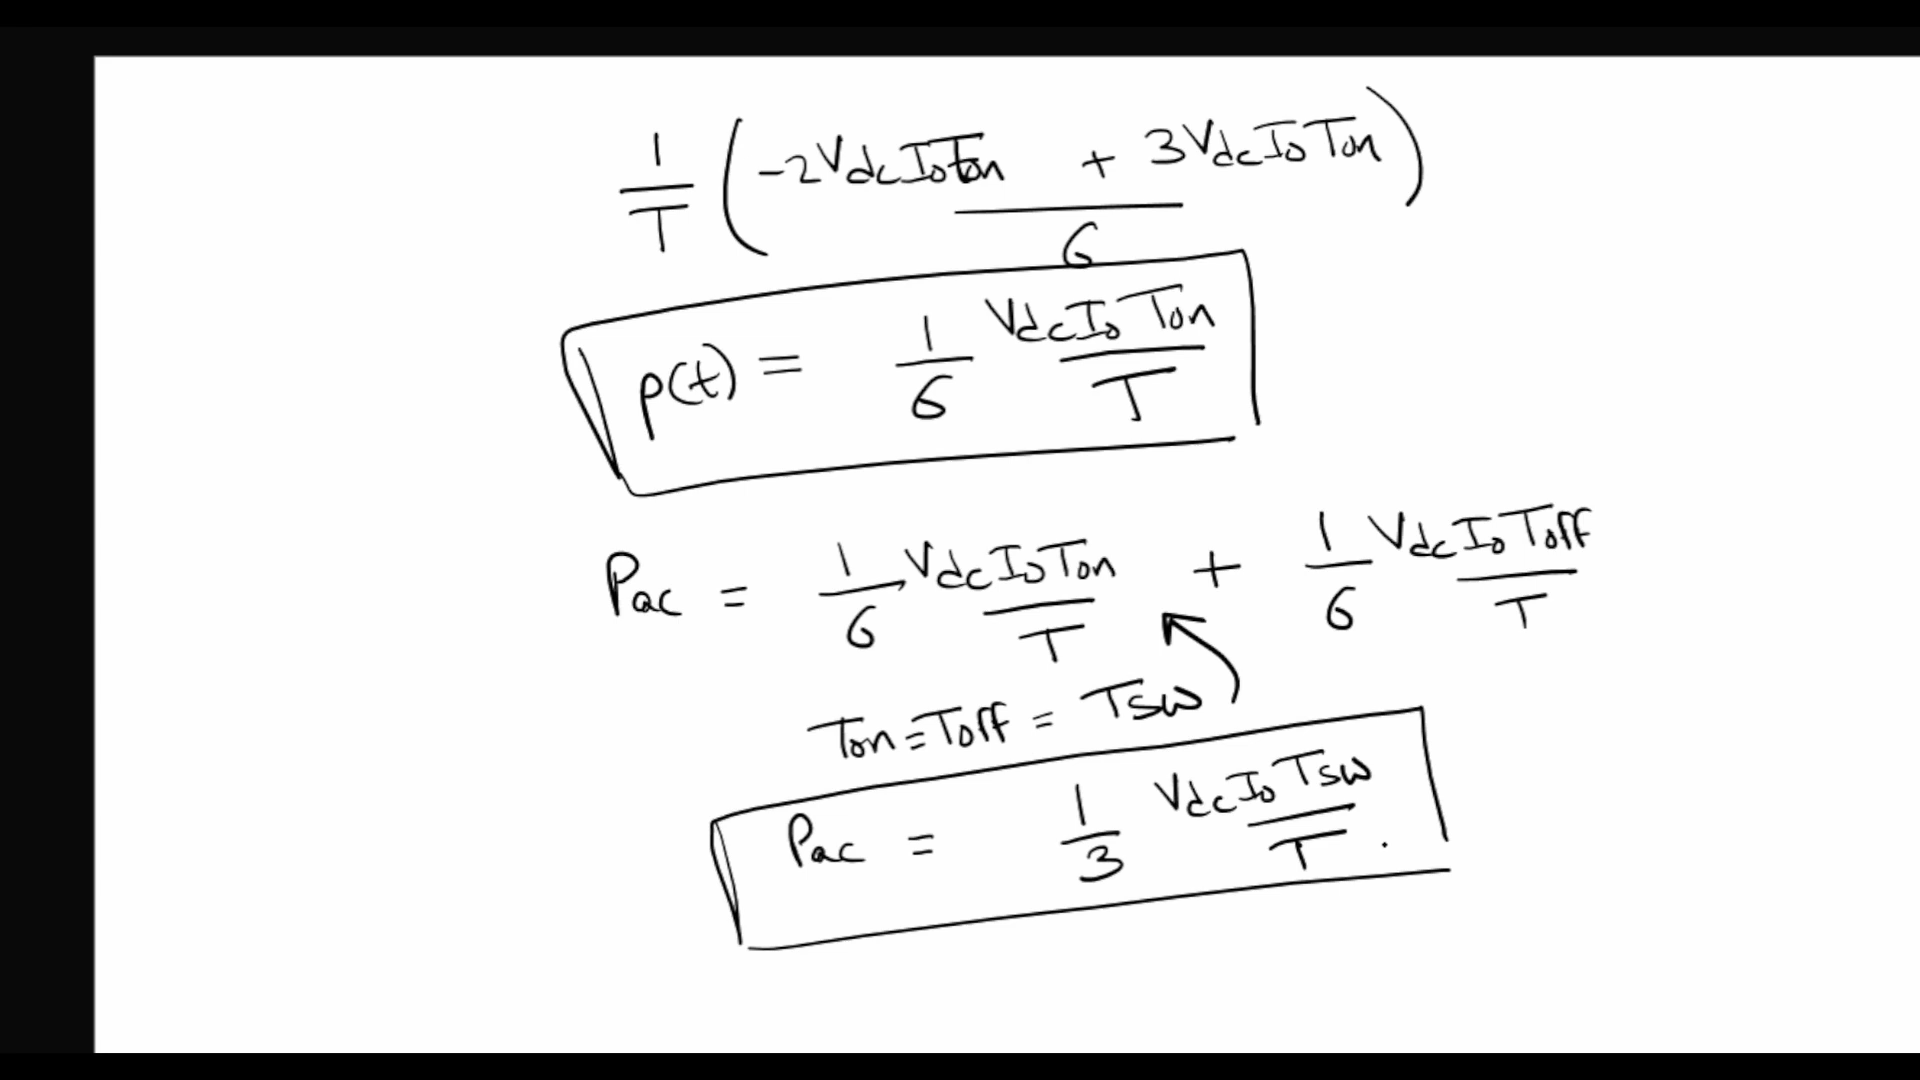 1/T ( (-2VdcIoTon + 3VdcIoTon)/6 )
p(t) = 1/6 VdcIoTon/T
Pac = 1/6 VdcIoTon/T + 1/6 VdcIoToff/T
Ton = Toff = Tsw
Pac = 1/3 VdcIoTsw/T .